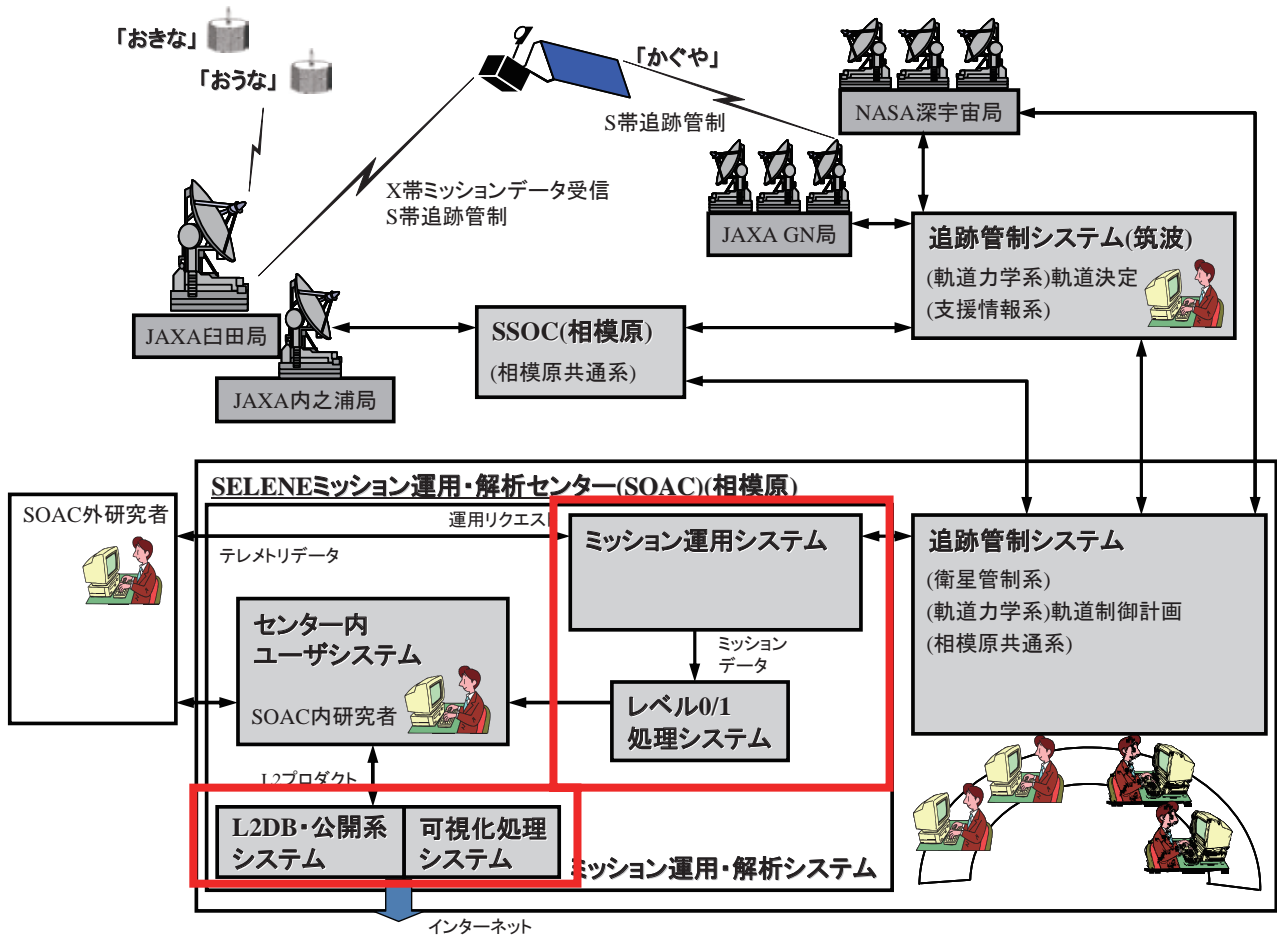 「おきな」
「おうな」
「かぐや」
S帯追跡管制
NASA深宇宙局
X帯ミッションデータ受信
S帯追跡管制
JAXA GN局
追跡管制システム(筑波)
(軌道力学系)軌道決定
(支援情報系)
JAXA臼田局
JAXA内之浦局
SSOC(相模原)
(相模原共通系)
SELENEミッション運用・解析センター(SOAC)(相模原)
SOAC外研究者
運用リクエスト
テレメトリデータ
ミッション運用システム
追跡管制システム
(衛星管制系)
(軌道力学系)軌道制御計画
(相模原共通系)
センター内
ユーザシステム
SOAC内研究者
ミッション
データ
レベル0/1
処理システム
L2プロダクト
L2DB・公開系
システム
可視化処理
システム
ミッション運用・解析システム
インターネット